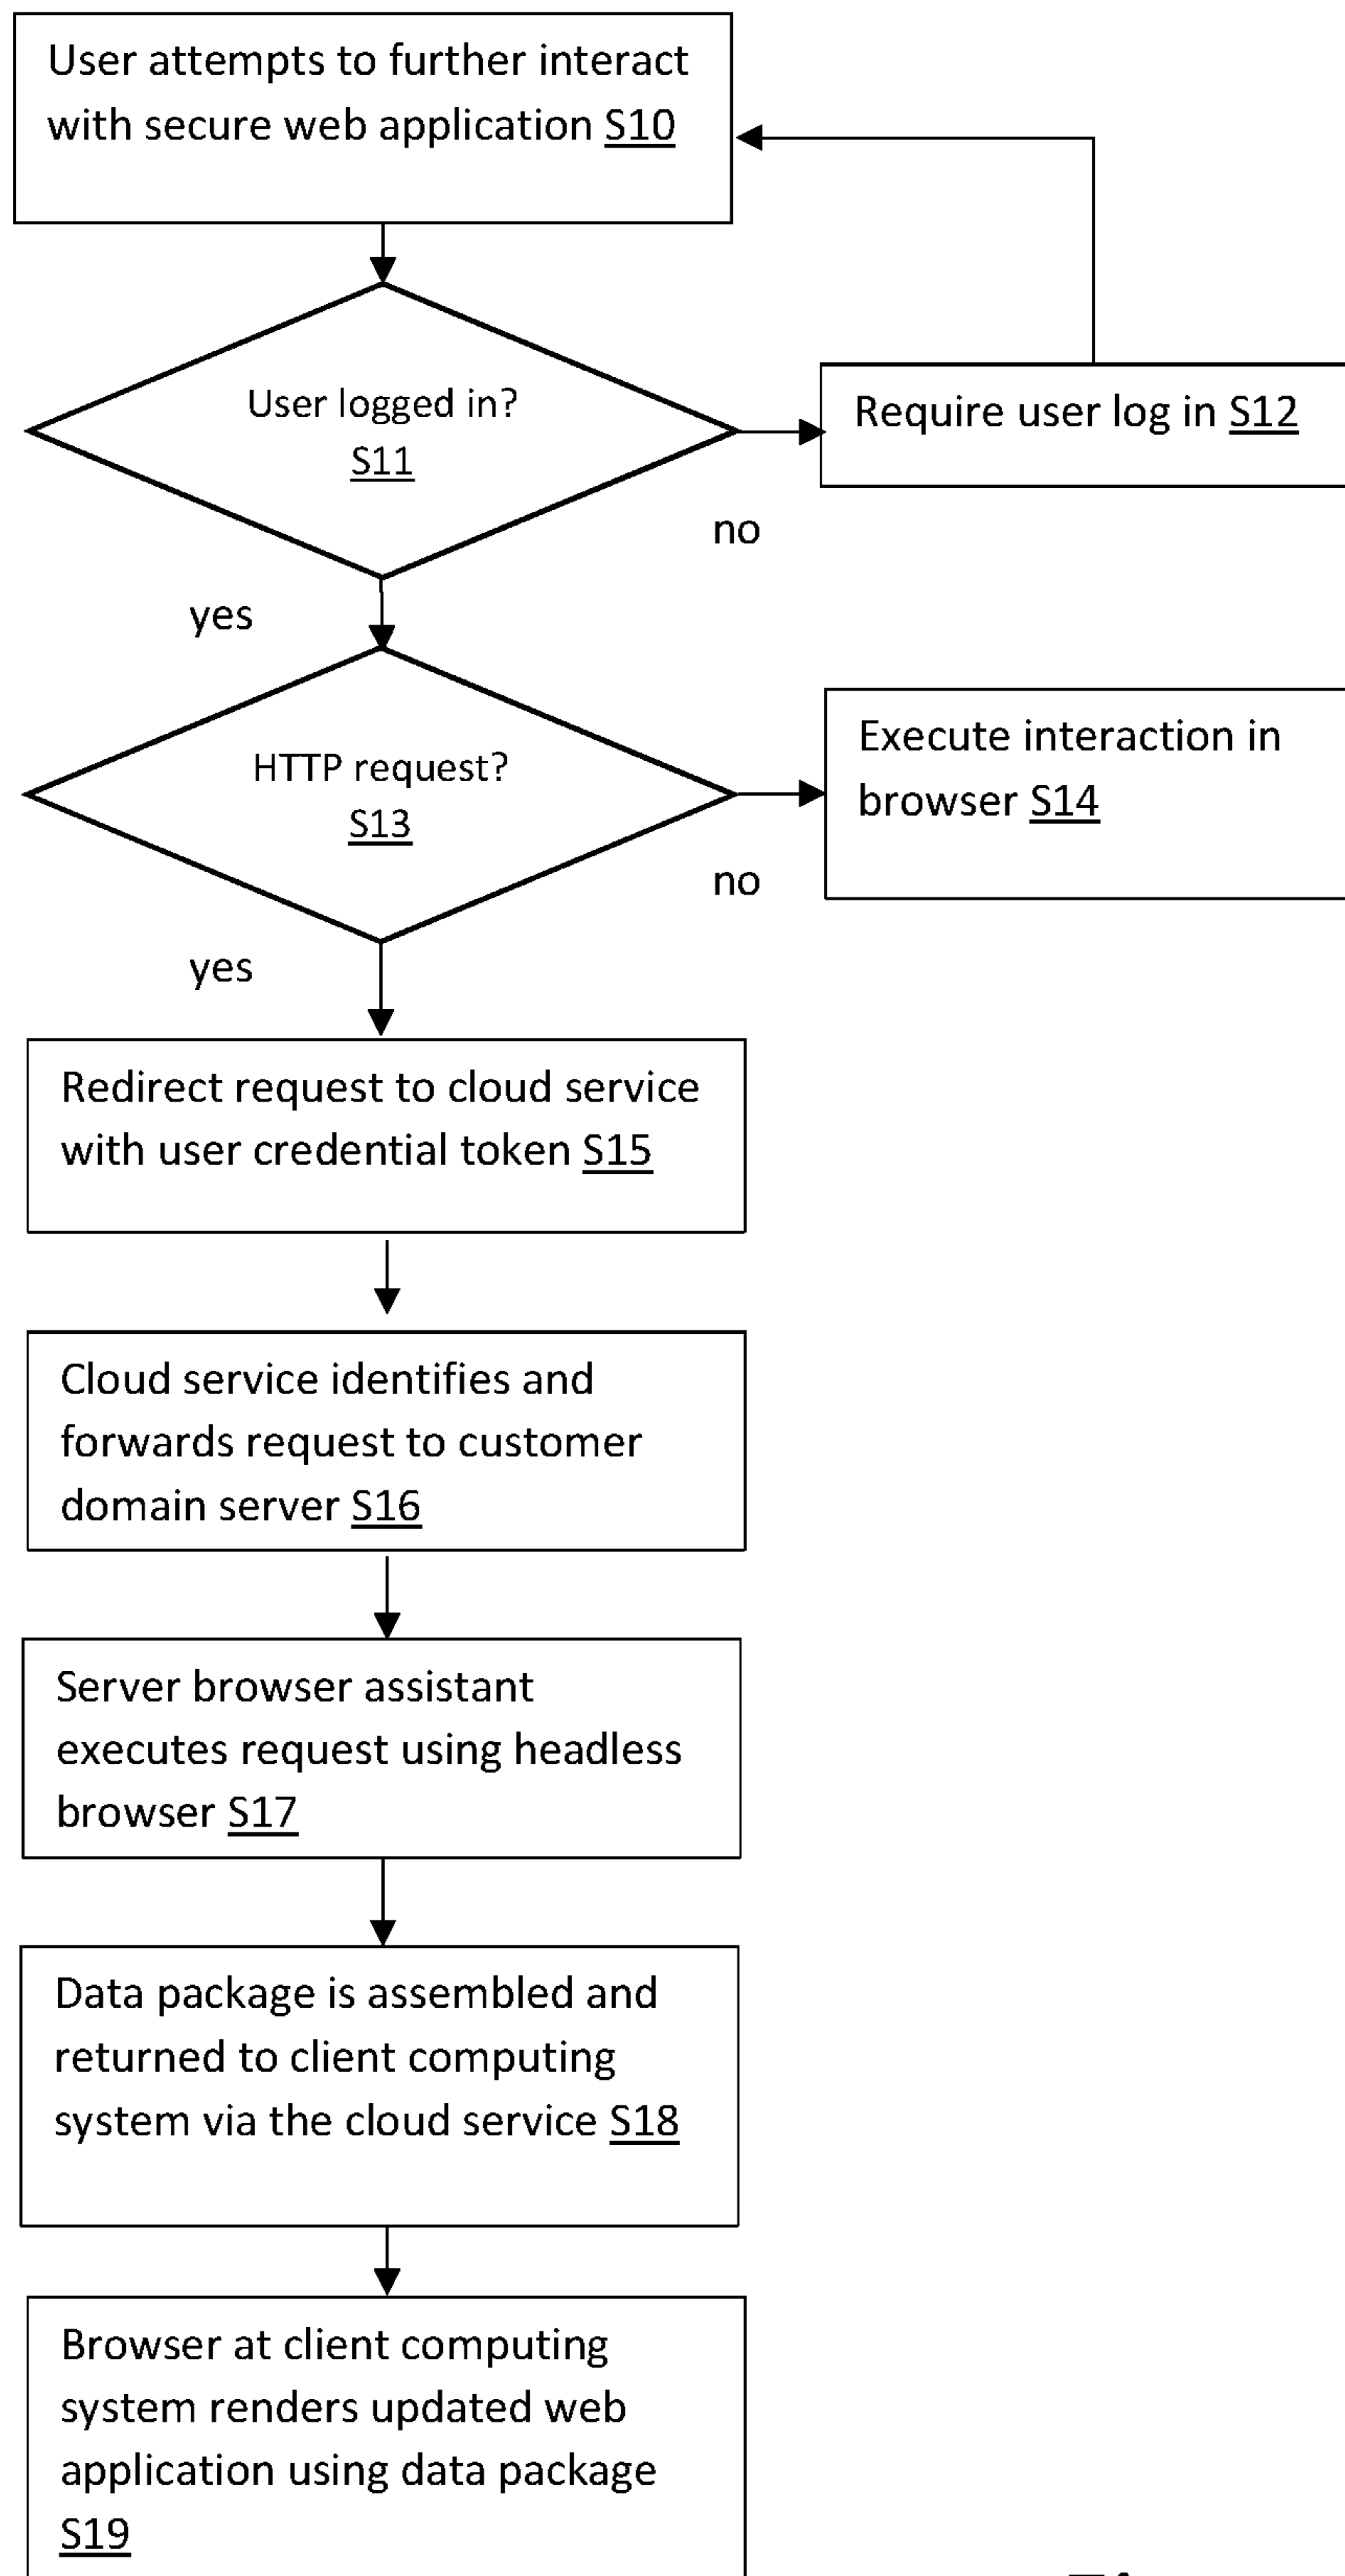 User attempts to further interact
with secure web application S10
User logged in?
S11
Require user log in S12
no
yes
HTTP request?
S13
Execute interaction in
browser S14
no
yes
Redirect request to cloud service
with user credential token S15
Cloud service identifies and
forwards request to customer
domain server S16
Server browser assistant
executes request using headless
browser S17
Data package is assembled and
returned to client computing
system via the cloud service S18
Browser at client computing
system renders updated web
application using data package
S19